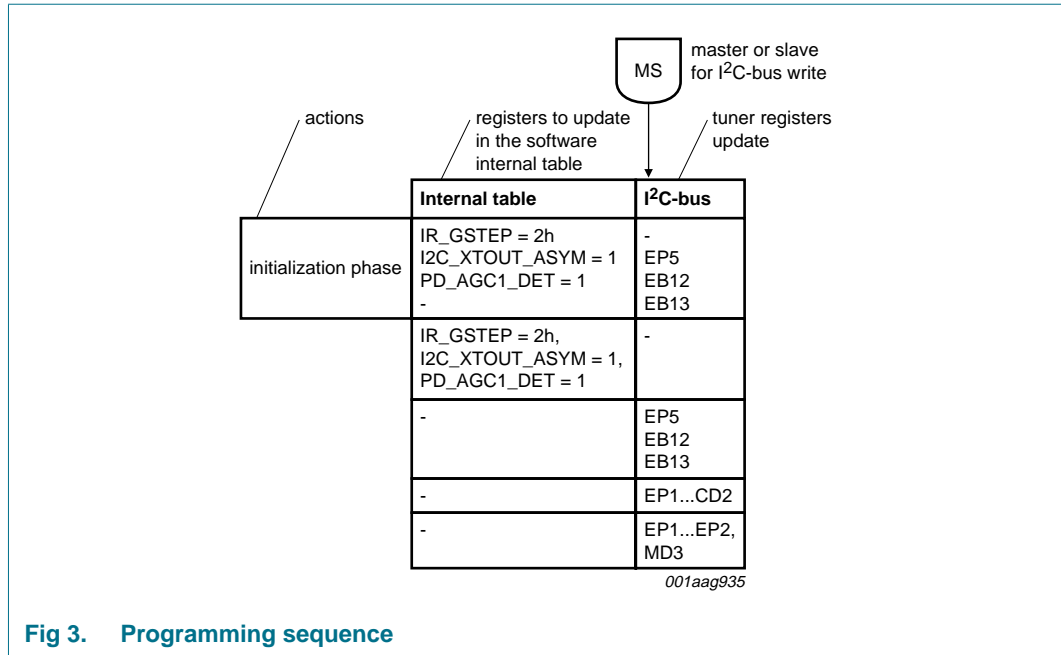 master or slave
for I²C-bus write
MS
actions
registers to update
in the software
internal table
tuner registers
update
Internal table
I²C-bus
initialization phase
IR_GSTEP = 2h
I2C_XTOUT_ASYM = 1
PD_AGC1_DET = 1
-
-
EP5
EB12
EB13
IR_GSTEP = 2h,
I2C_XTOUT_ASYM = 1,
PD_AGC1_DET = 1
-
-
EP5
EB12
EB13
-
EP1...CD2
-
EP1...EP2,
MD3
001aag935
Fig 3. Programming sequence